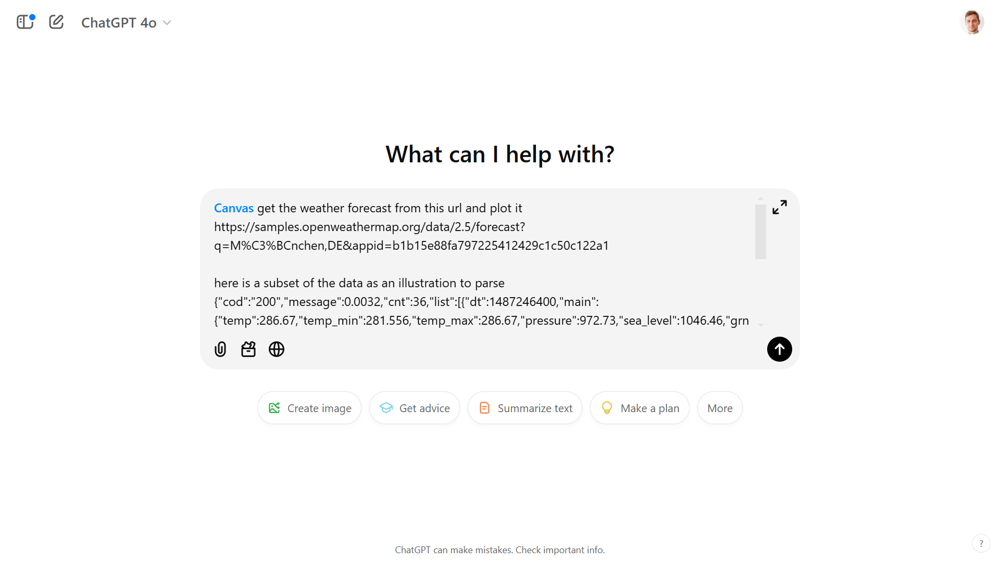 ChatGPT 4o
What can I help with?
Canvas get the weather forecast from this url and plot it
https://samples.openweathermap.org/data/2.5/forecast?
q=M%C3%BCnchen,DE&appid=b1b15e88fa797225412429c1c50c122a1
here is a subset of the data as an illustration to parse
{"cod":"200","message":0.0032,"cnt":36,"list":[{"dt":1487246400,"main":
{"temp":286.67,"temp_min":281.556,"temp_max":286.67,"pressure":972.73,"sea_level":1046.46,"grn
Create image
Get advice
Summarize text
Make a plan
More
ChatGPT can make mistakes. Check important info.
?